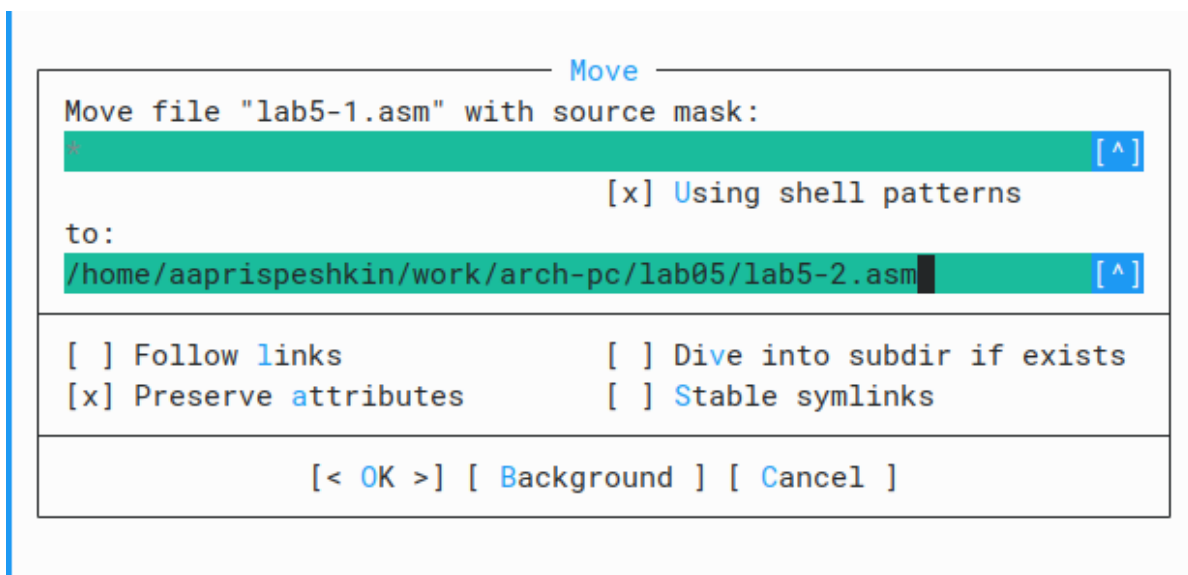 Move
Move file "lab5-1.asm" with source mask:
* [^]
[x] Using shell patterns
to:
/home/aaprispeshkin/work/arch-pc/lab05/lab5-2.asm [^]
[ ] Follow links [ ] Dive into subdir if exists
[x] Preserve attributes [ ] Stable symlinks
[< OK >] [ Background ] [ Cancel ]